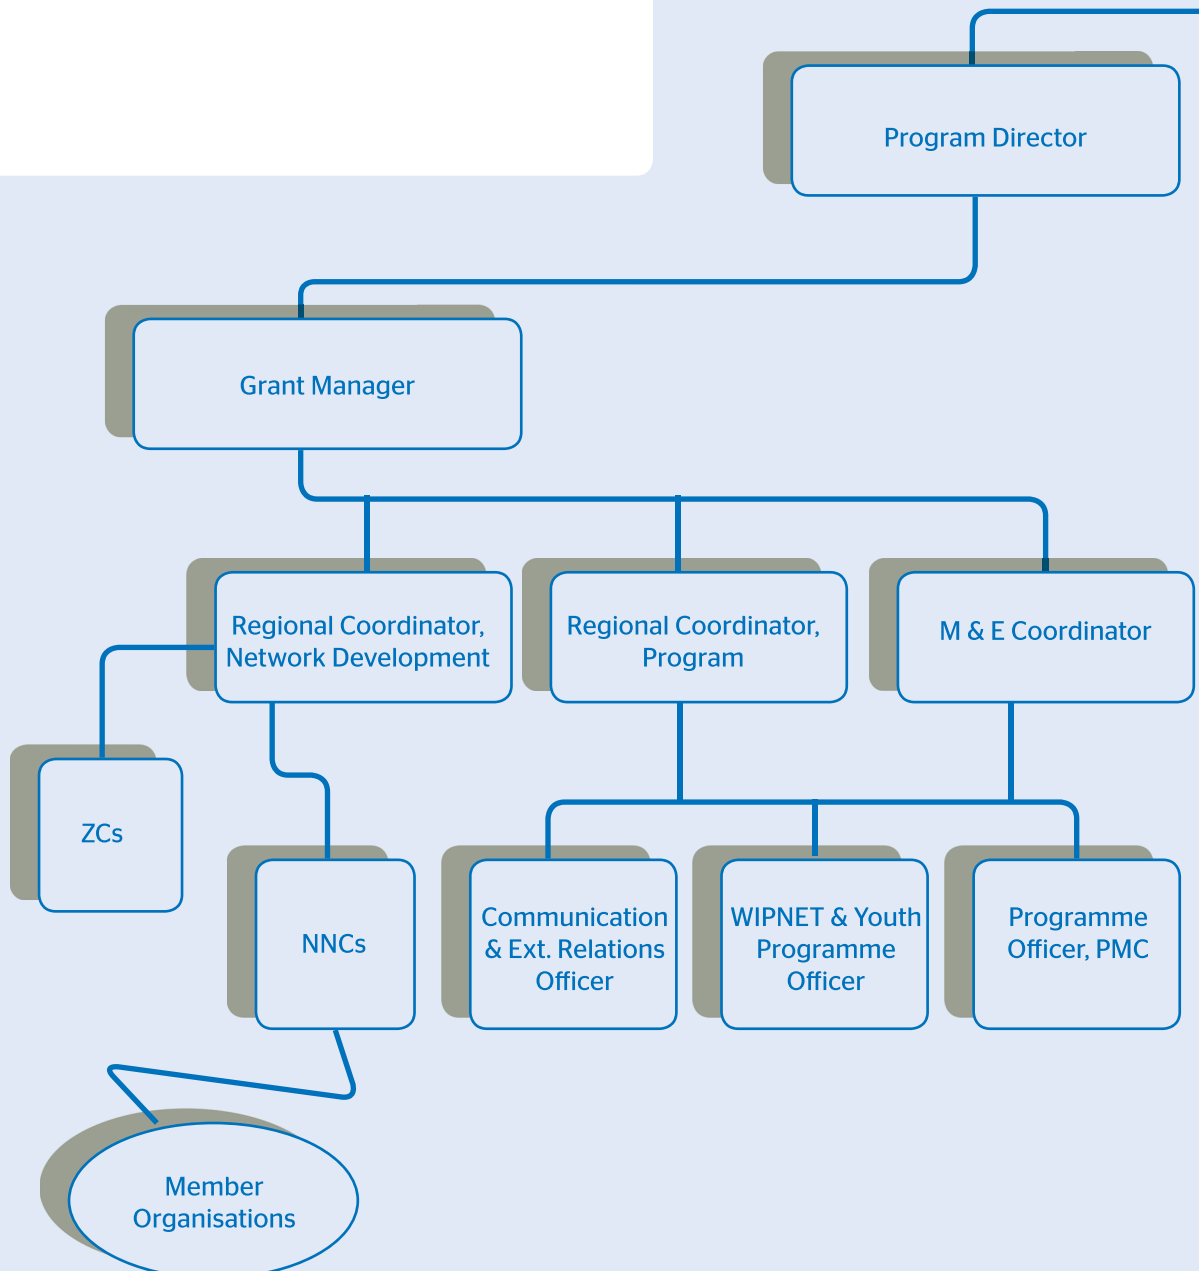 Program Director
Grant Manager
Regional Coordinator,
Network Development
Regional Coordinator,
Program
M & E Coordinator
ZCs
NNCs
Communication
& Ext. Relations
Officer
WIPNET & Youth
Programme
Officer
Programme
Officer, PMC
Member
Organisations